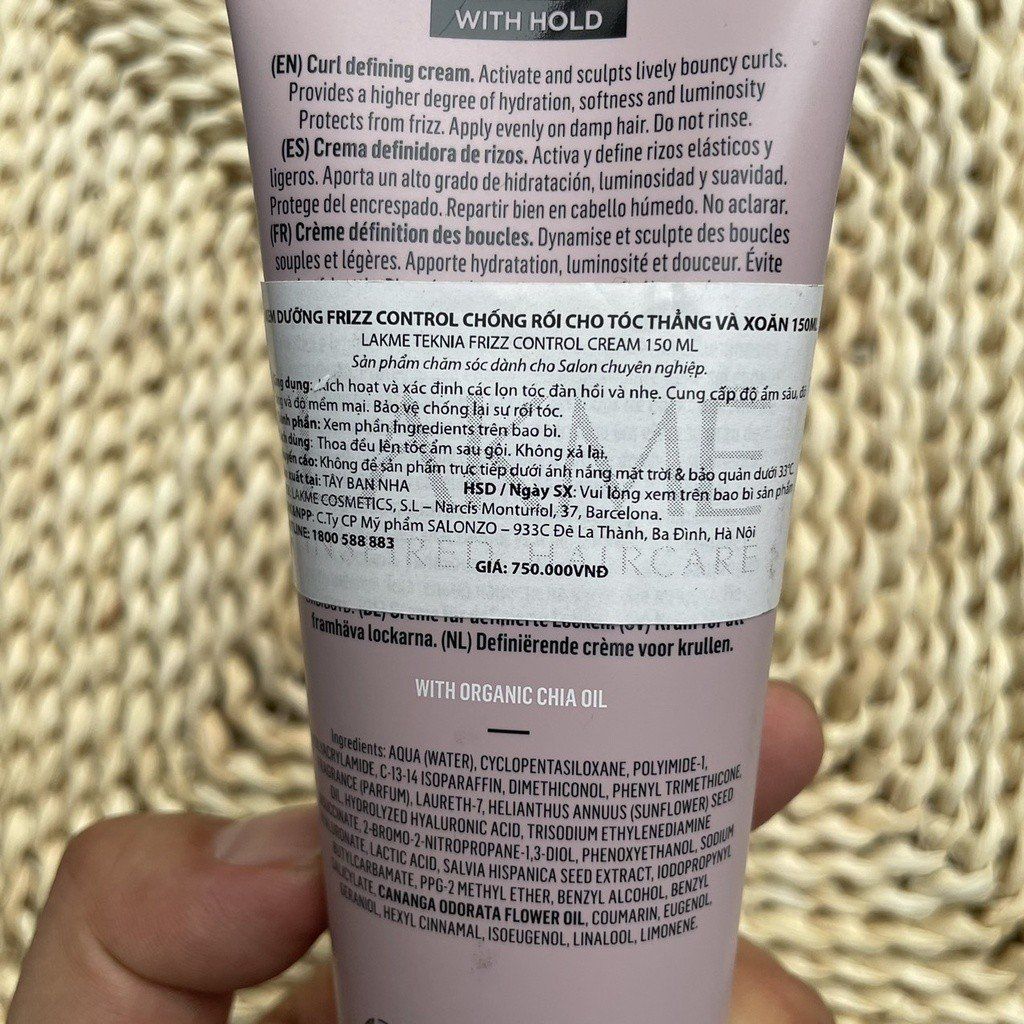 WITH HOLD
(EN) Curl defining cream. Activate and sculpts lively bouncy curls.
Provides a higher degree of hydration, softness and luminosity
Protects from frizz. Apply evenly on damp hair. Do not rinse.
(ES) Crema definidora de rizos. Activa y define rizos elásticos y
ligeros. Aporta un alto grado de hidratación, luminosidad y suavidad.
Protege del encrespado. Repartir bien en cabello húmedo. No aclarar.
(FR) Crème définition des boucles. Dynamise et sculpte des boucles
souples et légères. Apporte hydratation, luminosité et douceur. Évite
DƯỠNG FRIZZ CONTROL CHỐNG RỐI CHO TÓC THẲNG VÀ XOĂN 150ML
LAKME TEKNIA FRIZZ CONTROL CREAM 150 ML
Sản phẩm chăm sóc dành cho Salon chuyên nghiệp.
dụng: Kích hoạt và xác định các lọn tóc đàn hồi và nhẹ. Cung cấp độ ẩm sâu, độ
và độ mềm mại. Bảo vệ chống lại sự rối tóc.
phần: Xem phần Ingredients trên bao bì.
dùng: Thoa đều lên tóc ẩm sau gội. Không xả lại.
cáo: Không để sản phẩm trực tiếp dưới ánh nắng mặt trời & bảo quản dưới 33°C
xuất tại: TÂY BAN NHA HSD / Ngày SX: Vui lòng xem trên bao bì sản phẩm
LAKME COSMETICS, S.L – Narcís Monturiol, 37, Barcelona.
C.Ty CP Mỹ phẩm SALONZO – 933C Đê La Thành, Ba Đình, Hà Nội
1800 588 883
GIÁ: 750.000VNĐ
framhäva lockarna. (NL) Definiërende crème voor krullen.
WITH ORGANIC CHIA OIL
Ingredients: AQUA (WATER), CYCLOPENTASILOXANE, POLYIMIDE-1,
C-13-14 ISOPARAFFIN, DIMETHICONOL, PHENYL TRIMETHICONE,
(PARFUM), LAURETH-7, HELIANTHUS ANNUUS (SUNFLOWER) SEED
OIL, HYDROLYZED HYALURONIC ACID, TRISODIUM ETHYLENEDIAMINE
2-BROMO-2-NITROPROPANE-1,3-DIOL, PHENOXYETHANOL, SODIUM
LACTIC ACID, SALVIA HISPANICA SEED EXTRACT, IODOPROPYNYL
BUTYLCARBAMATE, PPG-2 METHYL ETHER, BENZYL ALCOHOL, BENZYL
SALICYLATE, CANANGA ODORATA FLOWER OIL, COUMARIN, EUGENOL,
GERANIOL, HEXYL CINNAMAL, ISOEUGENOL, LINALOOL, LIMONENE.